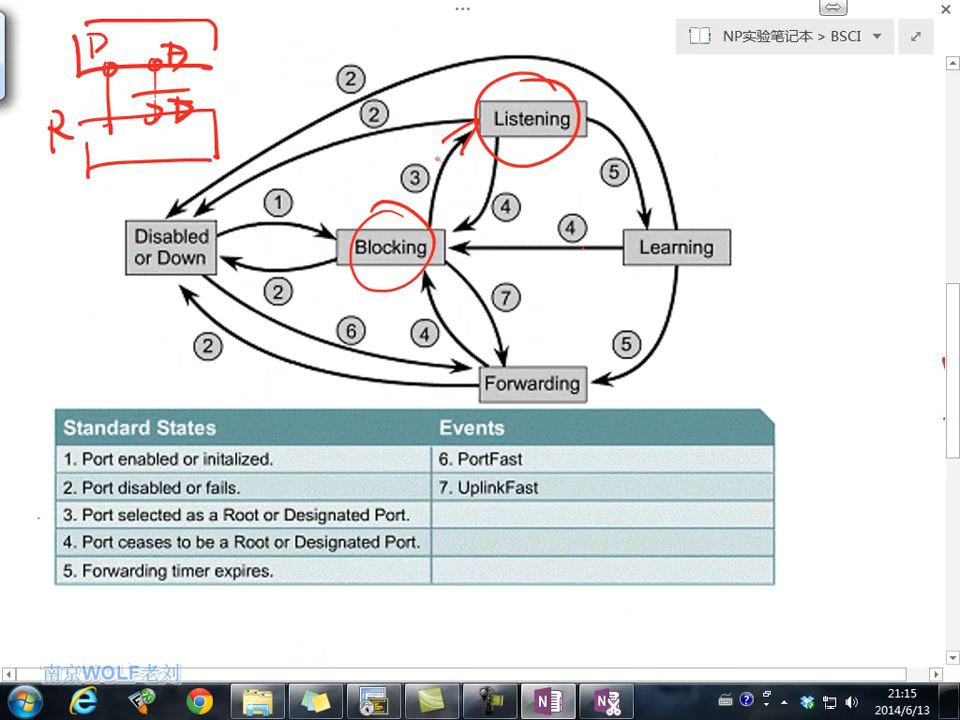 NP实验笔记本 > BSCI
D
D
R
D D
2
2
Listening
3
5
1
4
4
Disabled
or Down
Blocking
Learning
2
7
6
4
2
5
Forwarding
Standard States
Events
1. Port enabled or initalized.
6. PortFast
2. Port disabled or fails.
7. UplinkFast
3. Port selected as a Root or Designated Port.
4. Port ceases to be a Root or Designated Port.
5. Forwarding timer expires.
南京WOLF老刘
21:15
2014/6/13